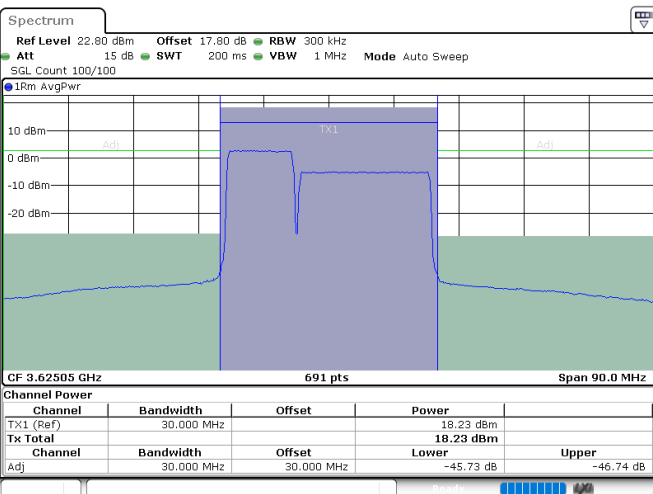 Spectrum
Ref Level 22.80 dBm Offset 17.80 dB RBW 300 kHz
Att 15 dB SWT 200 ms VBW 1 MHz Mode Auto Sweep
SGL Count 100/100
1Rm AvgPwr
TX1
10 dBm
Adj Adj
0 dBm
-10 dBm
-20 dBm
CF 3.62505 GHz 691 pts Span 90.0 MHz
Channel Power
Channel Bandwidth Offset Power
TX1 (Ref) 30.000 MHz 18.23 dBm
Tx Total 18.23 dBm
Channel Bandwidth Offset Lower Upper
Adj 30.000 MHz 30.000 MHz -45.73 dB -46.74 dB
Ready